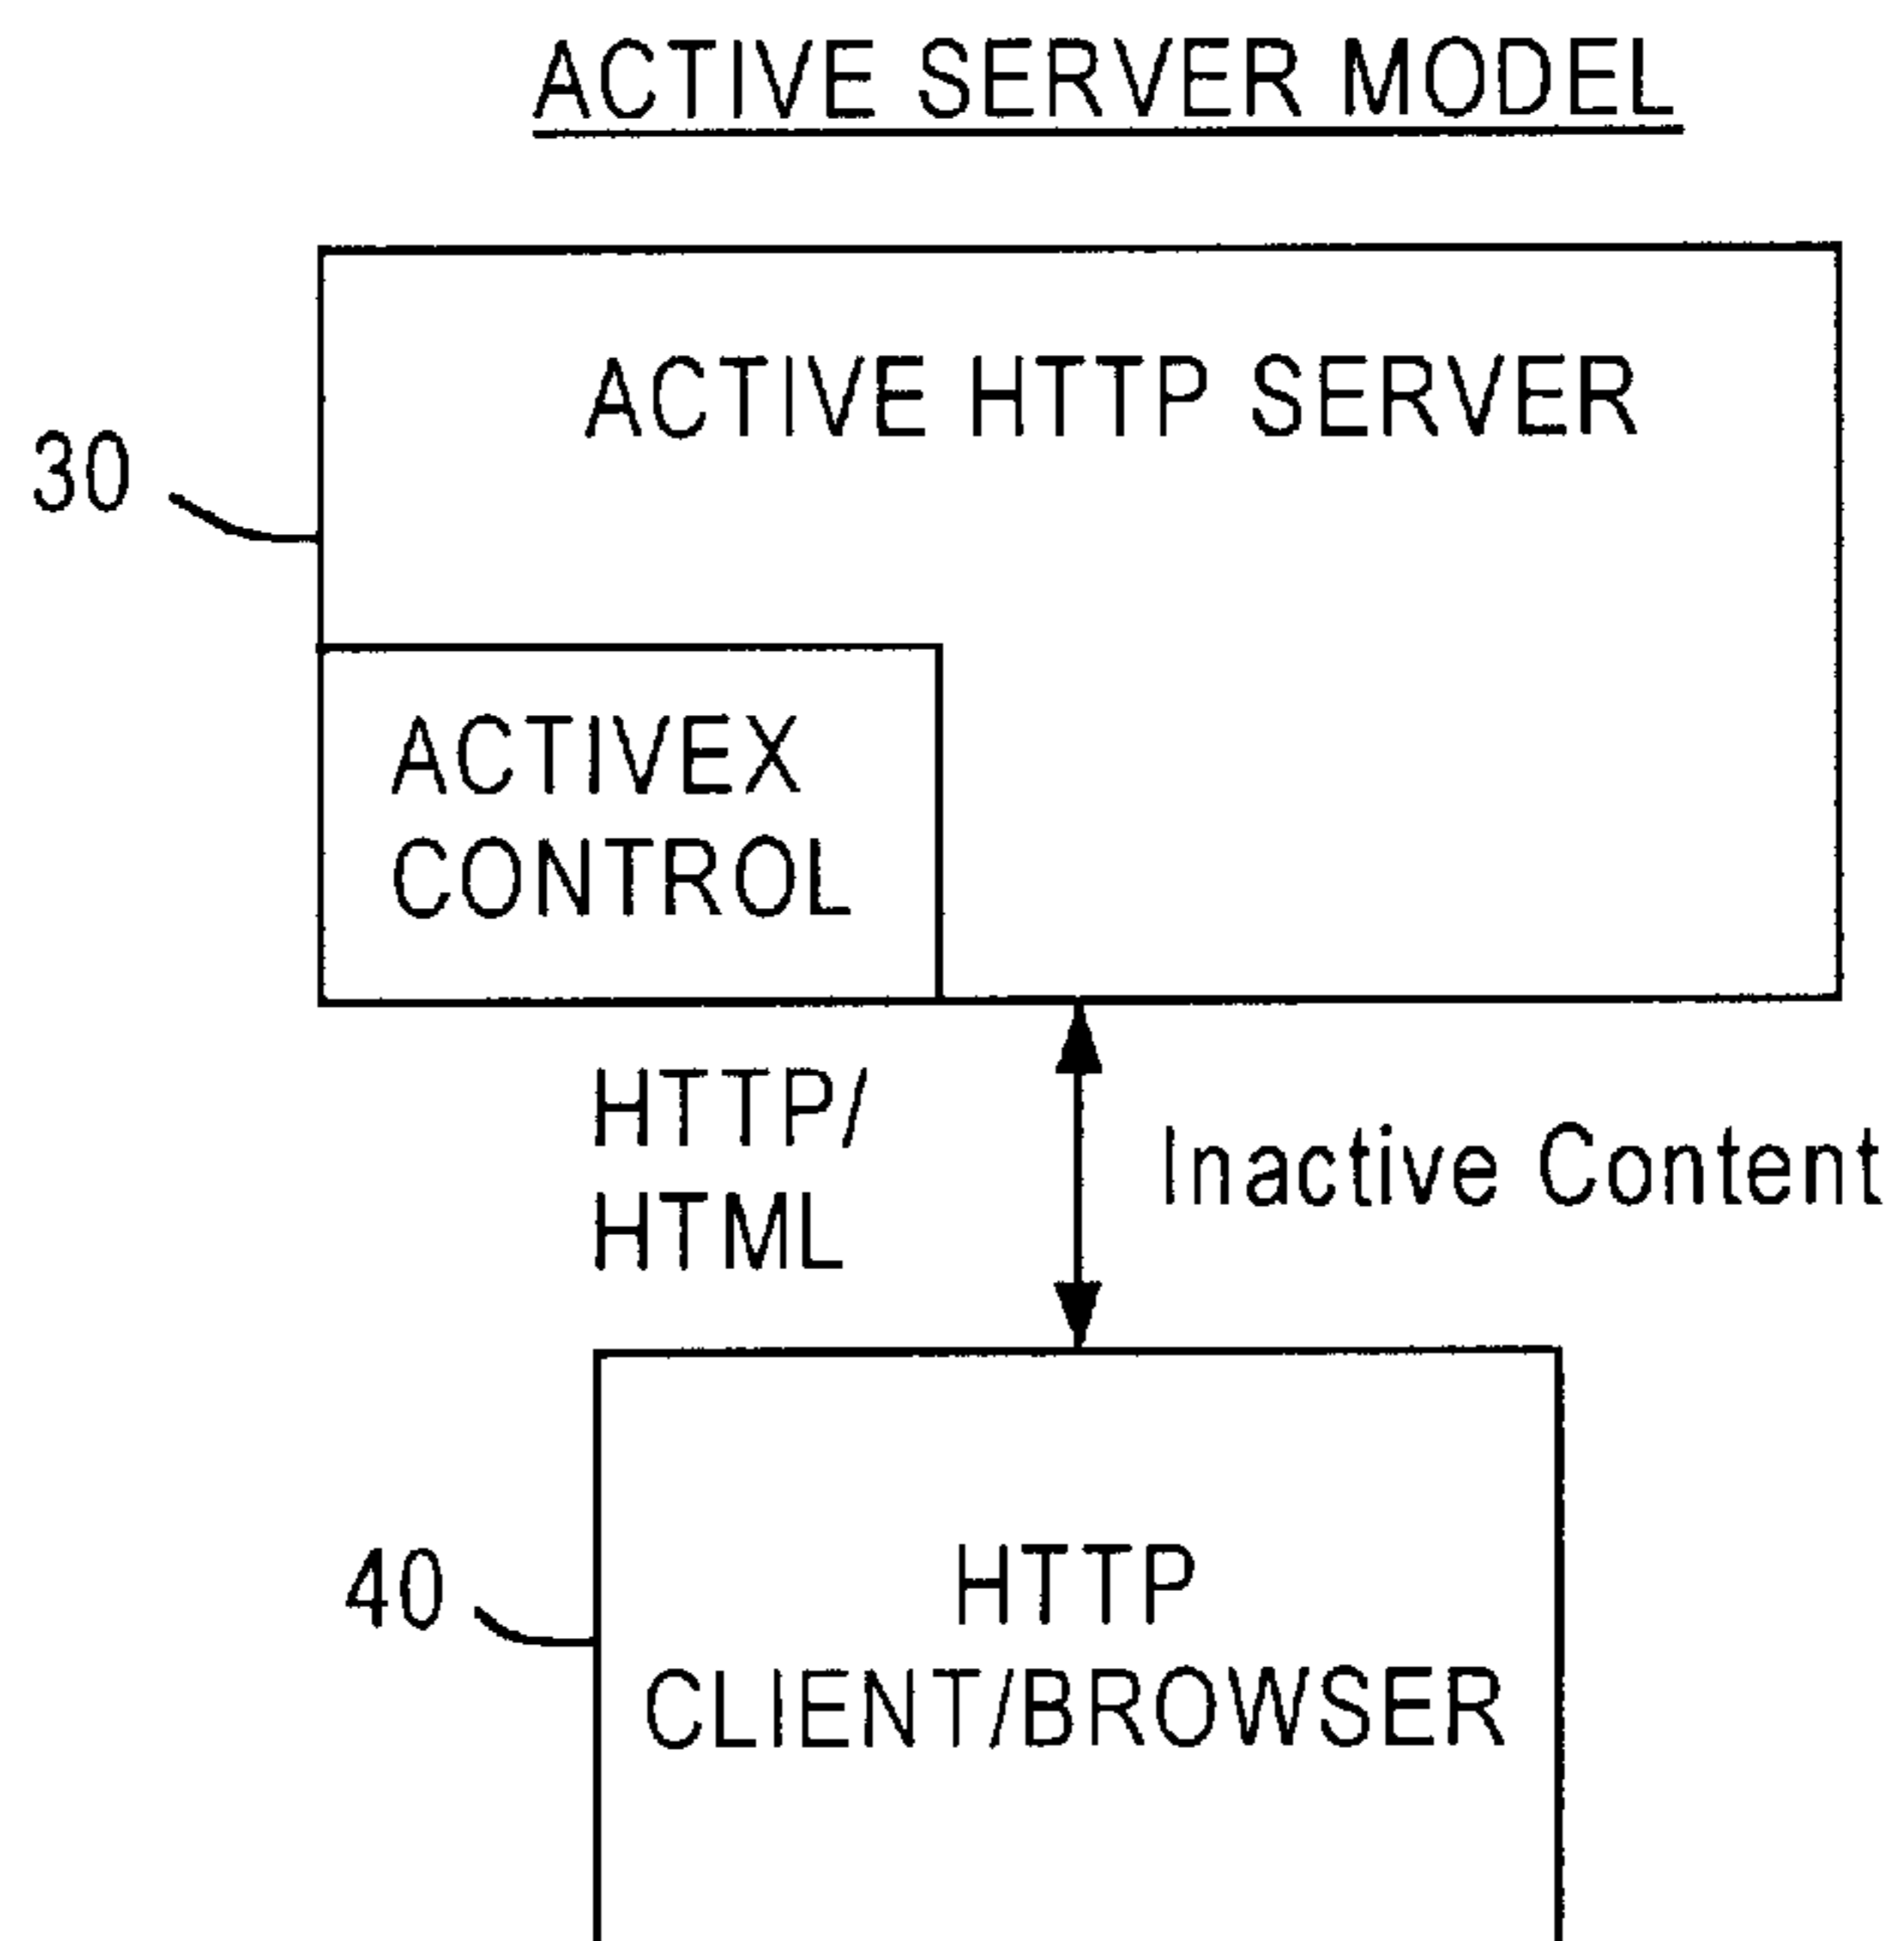 ACTIVE SERVER MODEL
ACTIVE HTTP SERVER
30
ACTIVEX
CONTROL
HTTP/
HTML
Inactive Content
40
HTTP
CLIENT/BROWSER